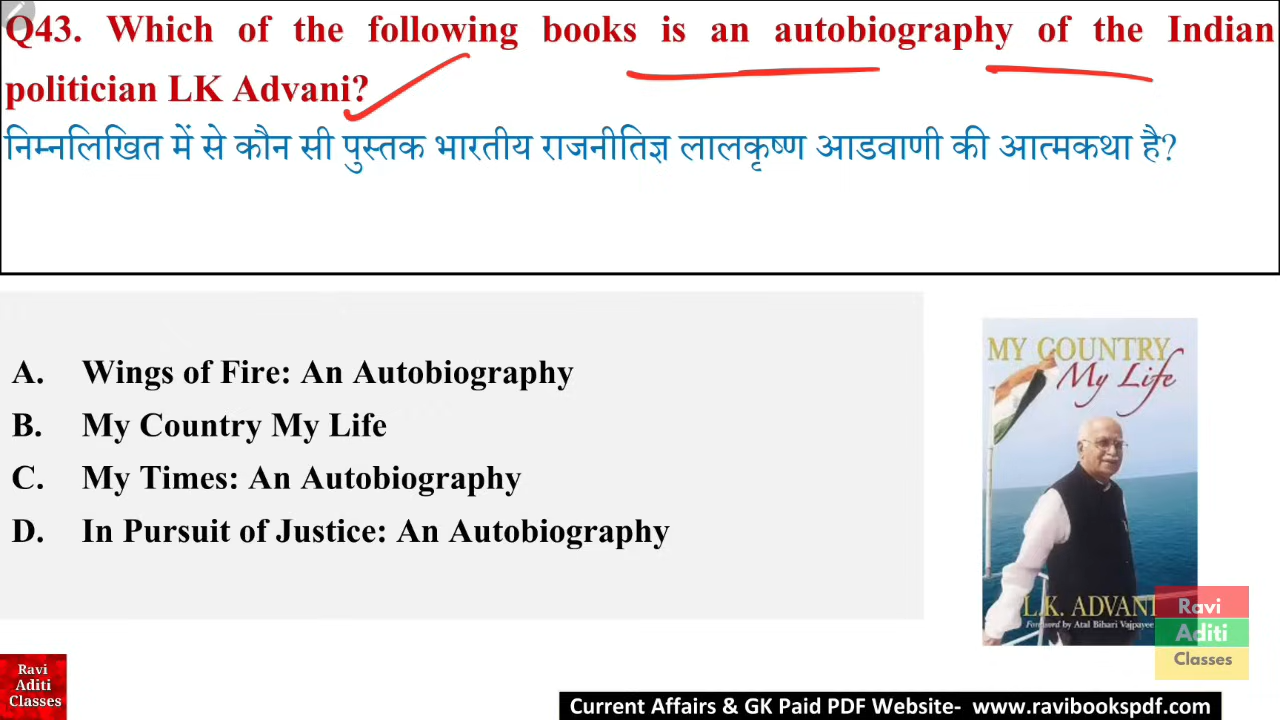 Q43. Which of the following books is an autobiography of the Indian
politician LK Advani?
निम्नलिखित में से कौन सी पुस्तक भारतीय राजनीतिज्ञ लालकृष्ण आडवाणी की आत्मकथा है?
A. Wings of Fire: An Autobiography
B. My Country My Life
C. My Times: An Autobiography
D. In Pursuit of Justice: An Autobiography
MY COUNTRY
My Life
L.K. ADVANI
Foreword by Atal Bihari Vajpayee
Ravi
Aditi
Classes
Ravi
Aditi
Classes
Current Affairs & GK Paid PDF Website- www.ravibookspdf.com